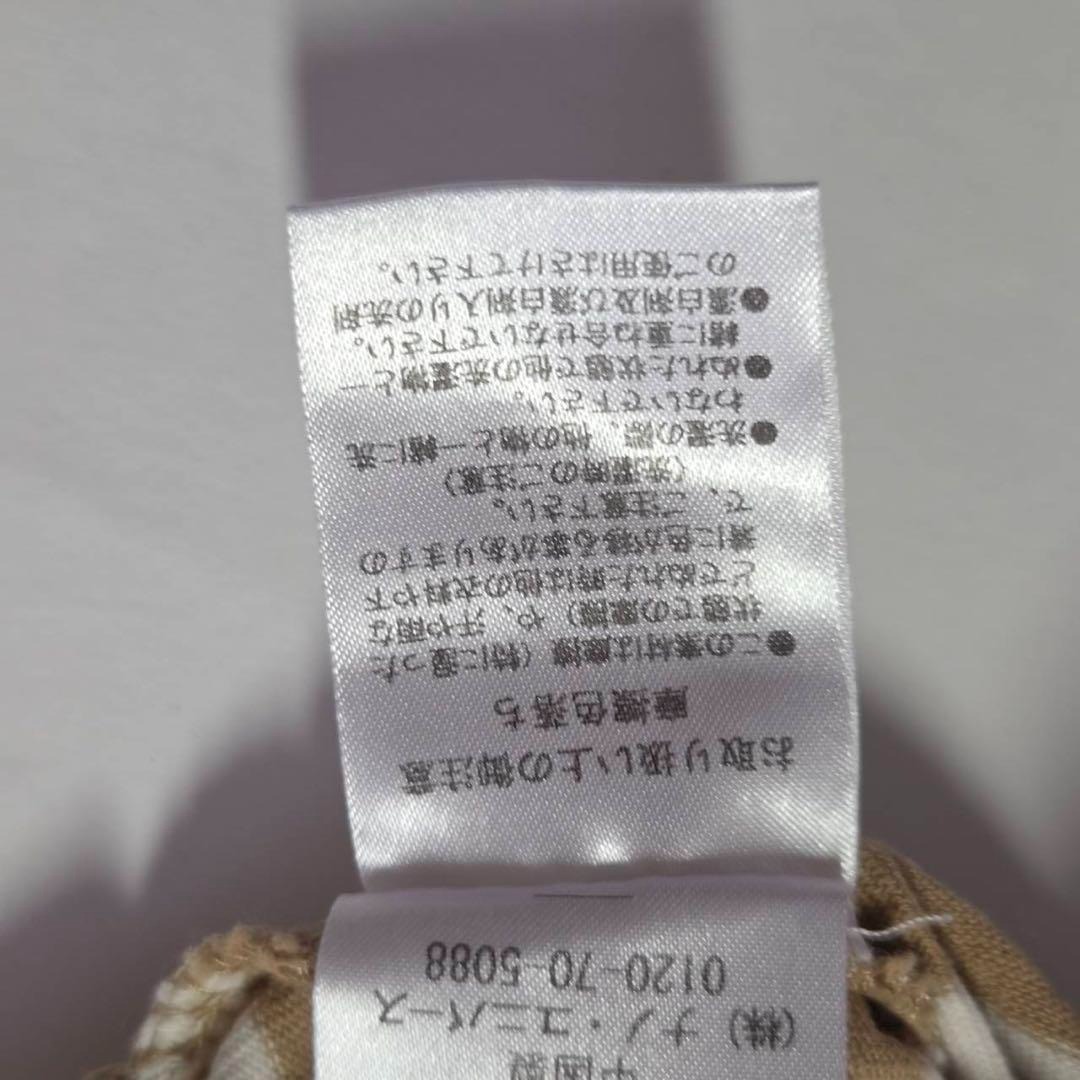 お取り扱い上の御注意
摩擦色落ち
●この素材は摩擦（特に湿った
状態での摩擦）や、汗や雨な
どでぬれた時は他の衣料や下
着に色が移る事がありますの
で、ご注意下さい。
（洗濯時のご注意）
●洗濯の際、他の物と一緒に洗
わないで下さい。
●ぬれた状態で他の洗濯物と一
緒に重ね合せないで下さい。
●漂白剤及び漂白剤入りの洗剤
のご使用はさけて下さい。
中国製
（株）ナノ・ユニバース
0120-70-5088